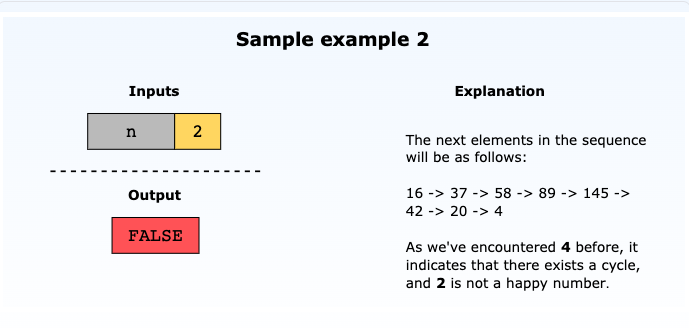 Sample example 2
Inputs
n 2
Output
FALSE
Explanation
The next elements in the sequence
will be as follows:
16 -> 37 -> 58 -> 89 -> 145 ->
42 -> 20 -> 4
As we've encountered 4 before, it
indicates that there exists a cycle,
and 2 is not a happy number.